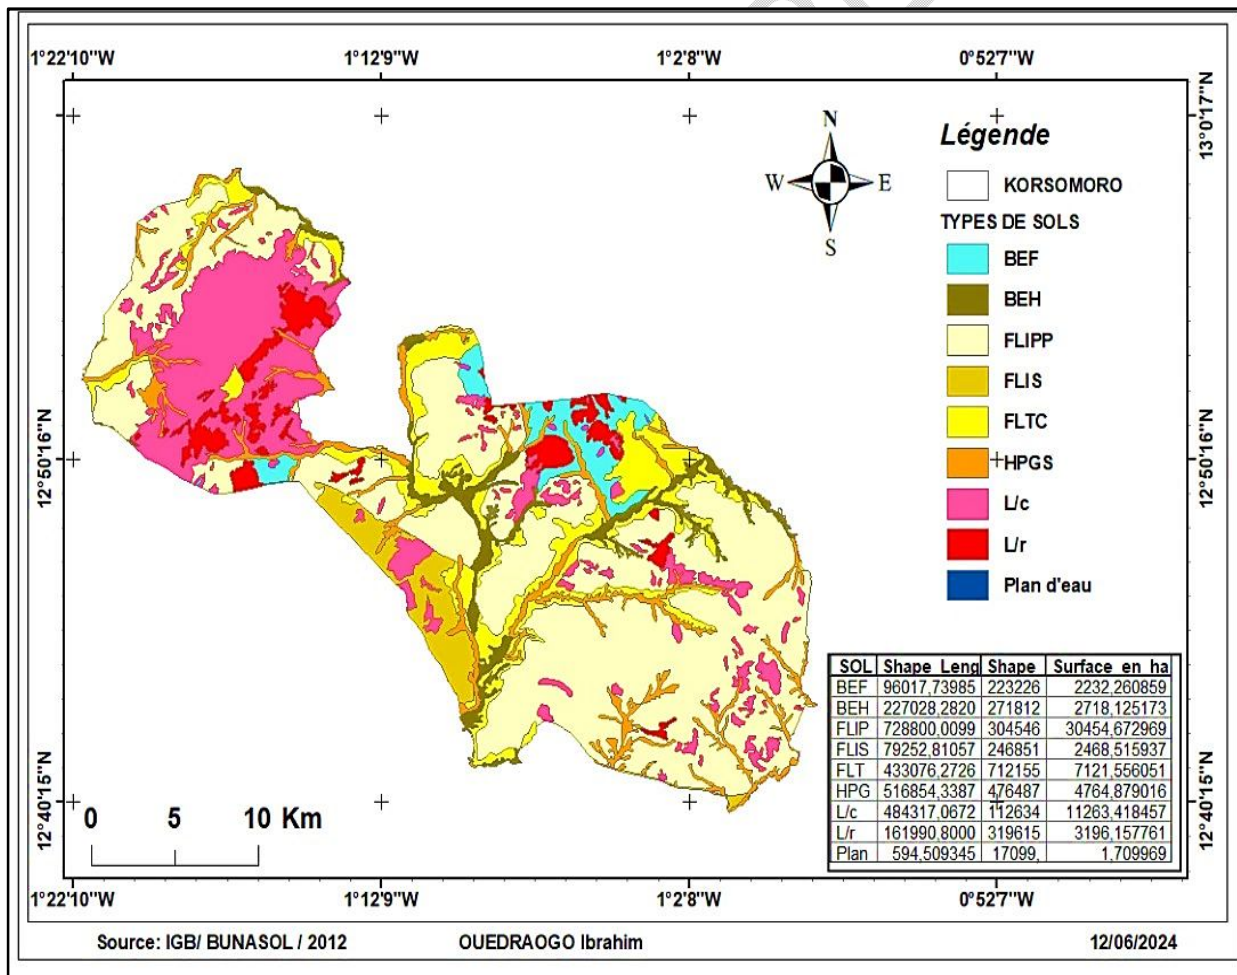 1°22'10"W 1°12'9"W 1°2'8"W 0°52'7"W
13°0'17"N
12°50'16"N
12°40'15"N
N
W E
S
Légende
KORSOMORO
TYPES DE SOLS
BEF
BEH
FLIPP
FLIS
FLTC
HPGS
L/c
L/r
Plan d'eau
12°50'16"N
12°40'15"N
SOL Shape_Leng Shape Surface_en_ha
BEF 96017,73985 223226 2232,260859
BEH 227028,2820 271812 2718,125173
FLIP 728800,0099 304546 30454,672969
FLIS 79252,81057 246851 2468,515937
FLT 433076,2726 712155 7121,556051
HPG 516854,3387 476487 4764,879016
L/c 484317,0672 112634 11263,418457
L/r 161990,8000 319615 3196,157761
Plan 594,509345 17099, 1,709969
0 5 10 Km
1°22'10"W 1°12'9"W 1°2'8"W 0°52'7"W
Source: IGB/ BUNASOL / 2012 OUEDRAOGO Ibrahim 12/06/2024